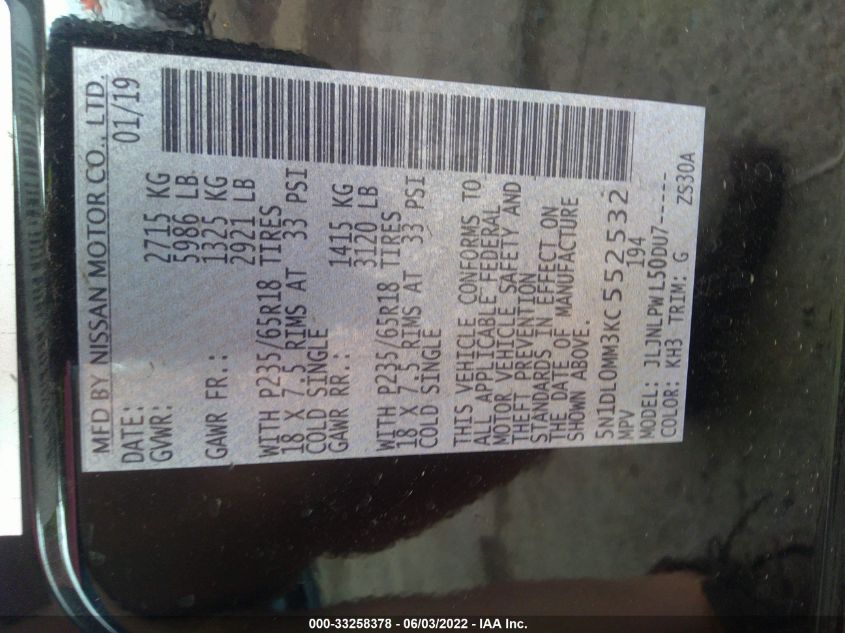 MFD BY NISSAN MOTOR CO., LTD.
DATE: 01/19
GVWR: 2715 KG
5986 LB
GAWR FR.: 1325 KG
2921 LB
WITH P235/65R18 TIRES
18 X 7.5 RIMS AT 33 PSI
COLD SINGLE
GAWR RR.: 1415 KG
3120 LB
WITH P235/65R18 TIRES
18 X 7.5 RIMS AT 33 PSI
COLD SINGLE
THIS VEHICLE CONFORMS TO
ALL APPLICABLE FEDERAL
MOTOR VEHICLE SAFETY AND
THEFT PREVENTION
STANDARDS IN EFFECT ON
THE DATE OF MANUFACTURE
SHOWN ABOVE.
5N1DL0MM3KC552532
MPV 194
MODEL: JLJNLPWL50DU7-----
COLOR: KH3 TRIM: G ZS30A
000-33258378 - 06/03/2022 - IAA Inc.